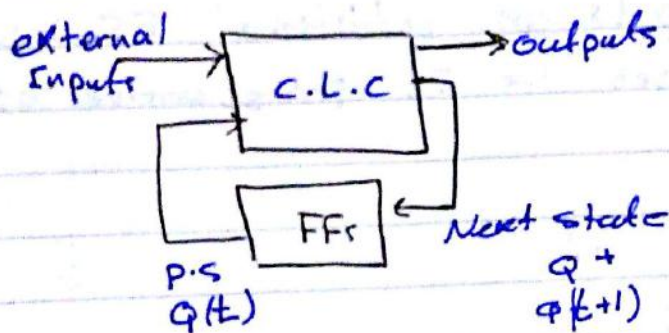 external
Inputs
C.L.C
outputs
FFs
Next state
Q +
Q(t+1)
P.S
Q(t)